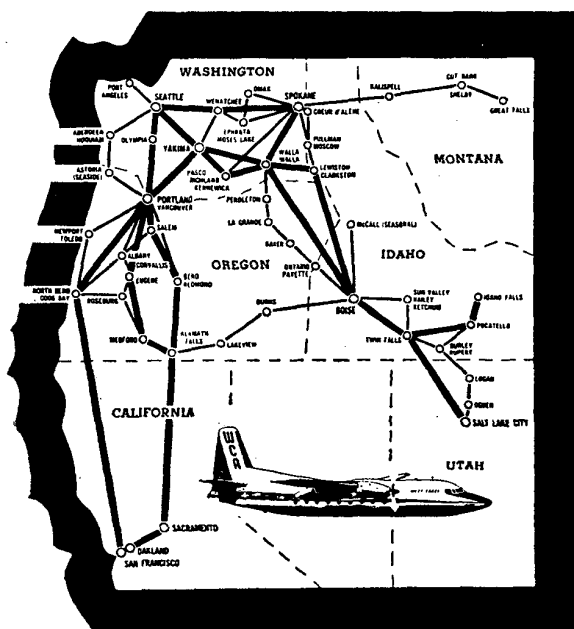 WASHINGTON
PORT
ANGELES
SEATTLE
WENATCHEE
OMAK
SPOKANE
KALISPELL
CUT BANK
SHELBY
GREAT FALLS
COEUR D'ALENE
EPHRATA
MOSES LAKE
ABERDEEN
HOQUIAM
OLYMPIA
YAKIMA
PULLMAN
MOSCOW
WALLA
WALLA
LEWISTON
CLARKSTON
MONTANA
ASTORIA
(SEASIDE)
PASCO
RICHLAND
KENNEWICK
PORTLAND
VANCOUVER
PENDLETON
LA GRANDE
McCALL (SEASONAL)
NEWPORT
TOLEDO
SALEM
BAKER
IDAHO
ALBANY
CORVALLIS
OREGON
ONTARIO
PAYETTE
EUGENE
BEND
REDMOND
NORTH BEND
COOS BAY
ROSEBURG
BURNS
BOISE
SUN VALLEY
HAILEY
KETCHUM
IDAHO FALLS
POCATELLO
MEDFORD
KLAMATH
FALLS
LAKEVIEW
TWIN FALLS
BURLEY
RUPERT
LOGAN
OGDEN
SALT LAKE CITY
CALIFORNIA
UTAH
WCA
WEST COAST
SACRAMENTO
OAKLAND
SAN FRANCISCO